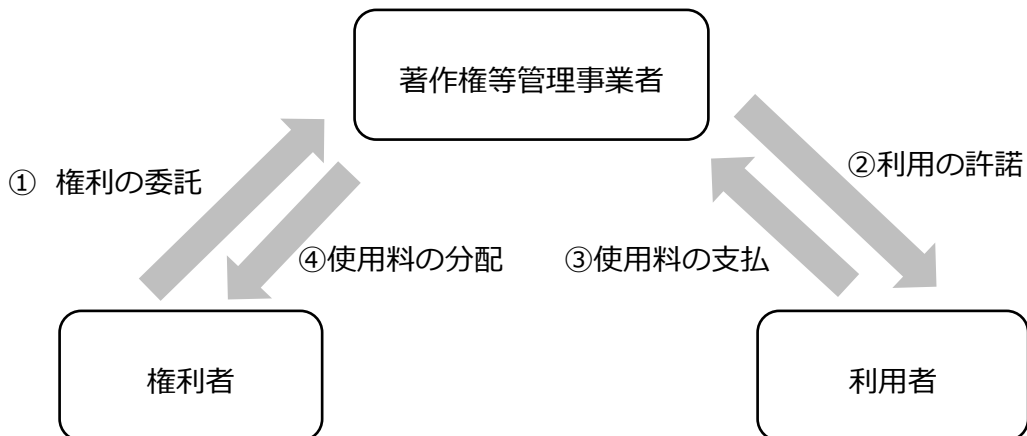 著作権等管理事業者
① 権利の委託
②利用の許諾
④使用料の分配
③使用料の支払
権利者
利用者